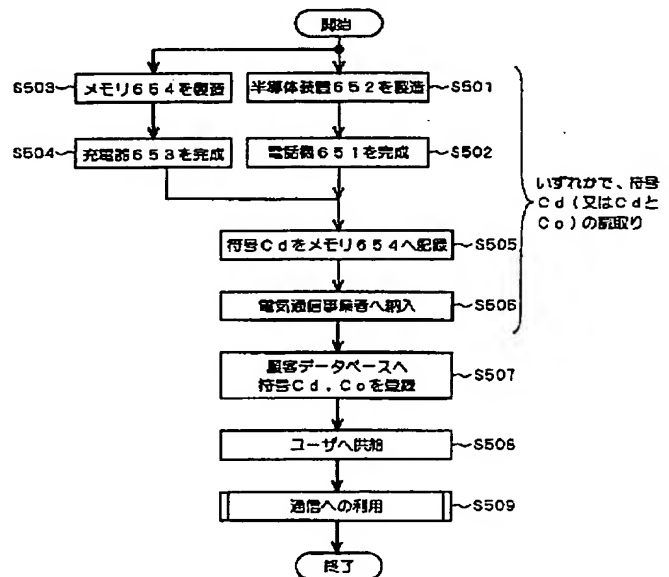 開始
S503 メモリ654を製造
半導体装置652を製造 S501
S504 充電器653を完成
電話機651を完成 S502
いずれかで、符号
Cd(又はCdと
Co)の読取り
符号Cdをメモリ654へ記録 S505
電気通信事業者へ納入 S506
顧客データベースへ
符号Cd,Coを登録 S507
ユーザへ供給 S508
通信への利用 S509
終了